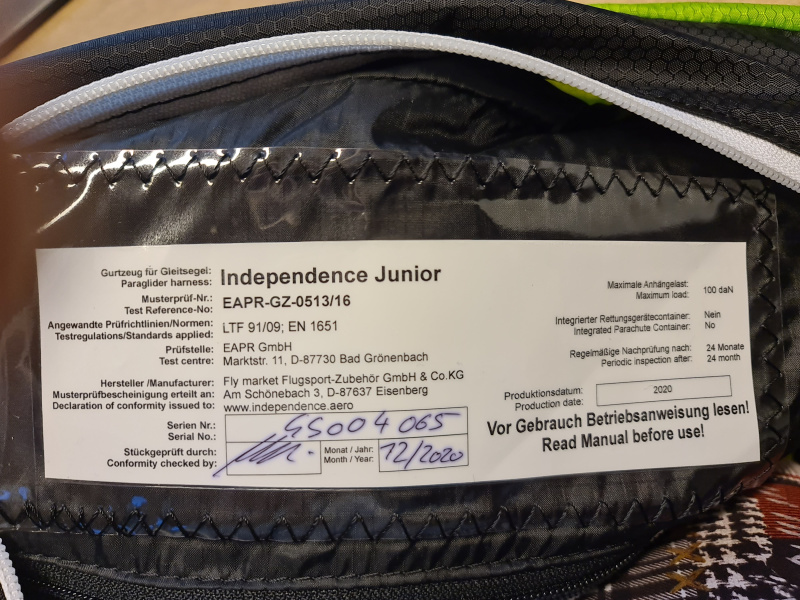 Gurtzeug für Gleitsegel:
Paraglider harness:
Independence Junior
Musterprüf-Nr.:
Test Reference-No:
EAPR-GZ-0513/16
Angewandte Prüfrichtlinien/Normen:
Testregulations/Standards applied:
LTF 91/09; EN 1651
Prüfstelle:
Test centre:
EAPR GmbH
Marktstr. 11, D-87730 Bad Grönenbach
Hersteller /Manufacturer:
Musterprüfbescheinigung erteilt an:
Declaration of conformity issued to:
Fly market Flugsport-Zubehör GmbH & Co.KG
Am Schönebach 3, D-87637 Eisenberg
www.independence.aero
Serien Nr.:
Serial No.:
GS004065
Stückgeprüft durch:
Conformity checked by:
Monat / Jahr:
Month / Year:
12/2020
Maximale Anhängelast:
Maximum load:
100 daN
Integrierter Rettungsgerätecontainer:
Integrated Parachute Container:
Nein
No
Regelmäßige Nachprüfung nach:
Periodic inspection after:
24 Monate
24 month
Produktionsdatum:
Production date:
2020
Vor Gebrauch Betriebsanweisung lesen!
Read Manual before use!